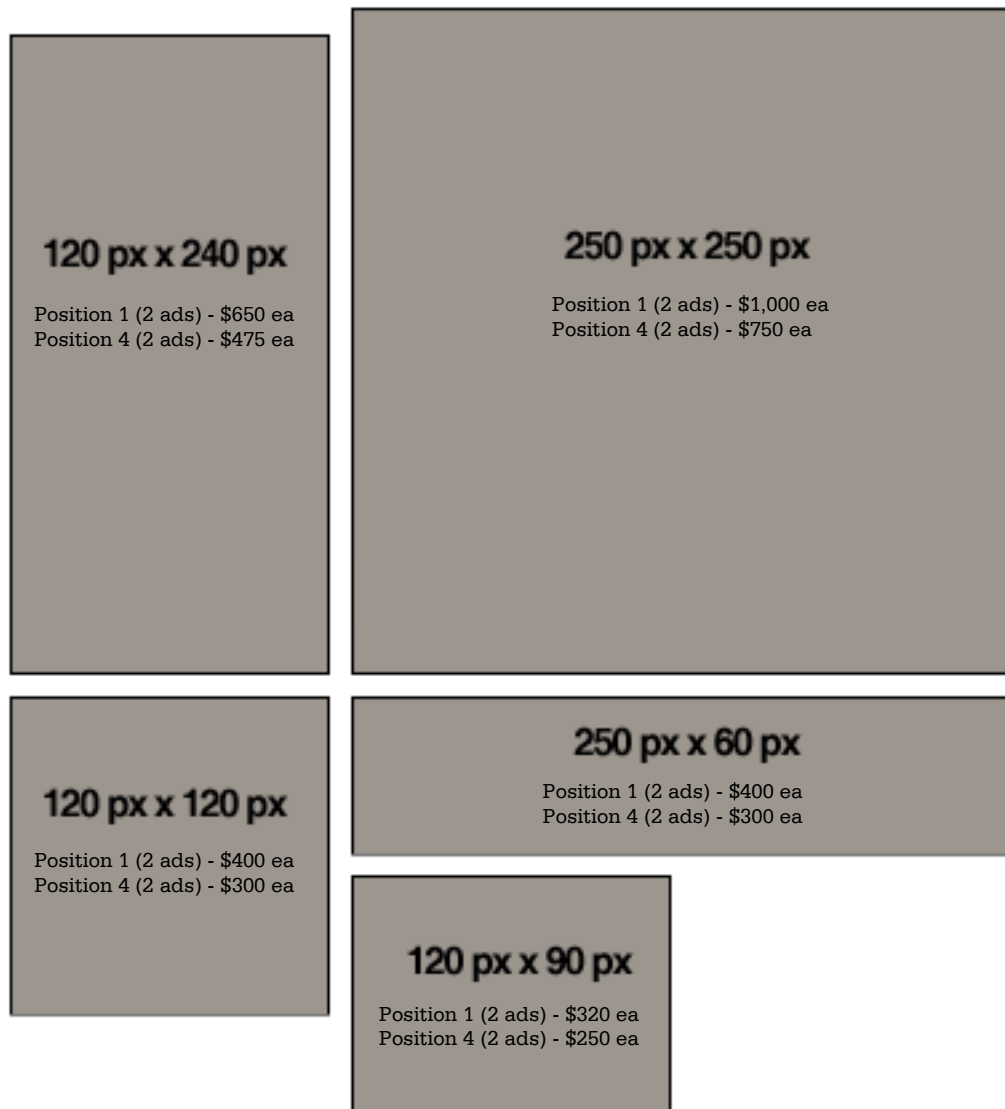 120 px x 240 px
Position 1 (2 ads) - $650 ea
Position 4 (2 ads) - $475 ea
250 px x 250 px
Position 1 (2 ads) - $1,000 ea
Position 4 (2 ads) - $750 ea
120 px x 120 px
Position 1 (2 ads) - $400 ea
Position 4 (2 ads) - $300 ea
250 px x 60 px
Position 1 (2 ads) - $400 ea
Position 4 (2 ads) - $300 ea
120 px x 90 px
Position 1 (2 ads) - $320 ea
Position 4 (2 ads) - $250 ea